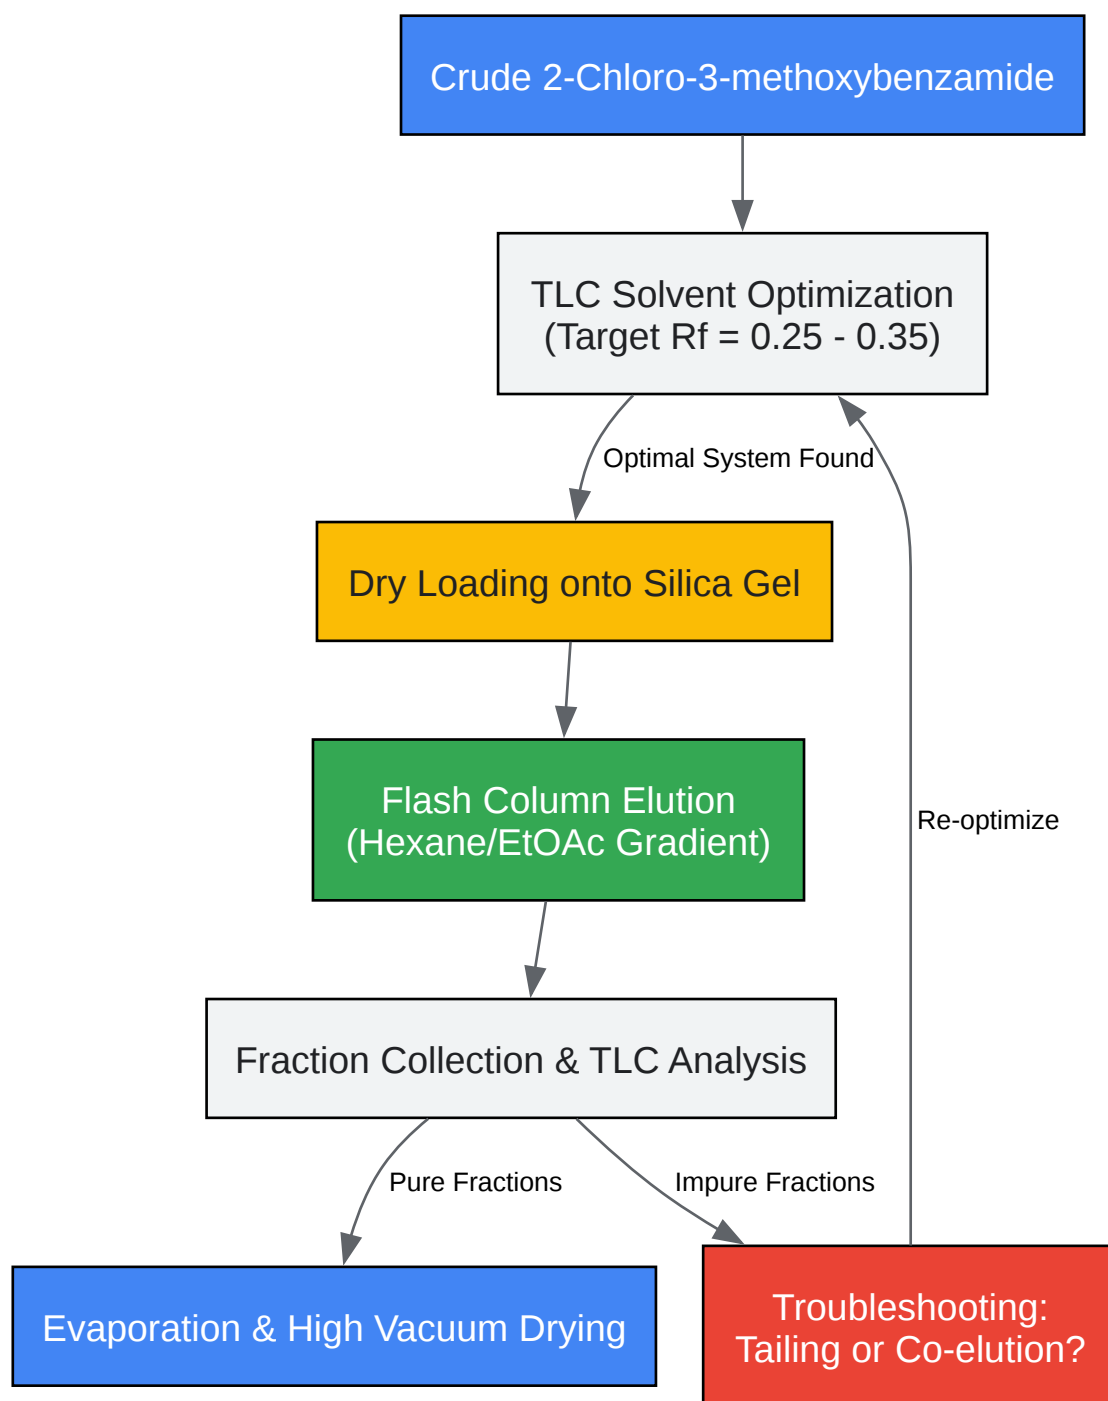 Crude 2-Chloro-3-methoxybenzamide
TLC Solvent Optimization
(Target Rf = 0.25 - 0.35)
Optimal System Found
Dry Loading onto Silica Gel
Flash Column Elution
(Hexane/EtOAc Gradient)
Re-optimize
Fraction Collection & TLC Analysis
Pure Fractions
Impure Fractions
Evaporation & High Vacuum Drying
Troubleshooting:
Tailing or Co-elution?